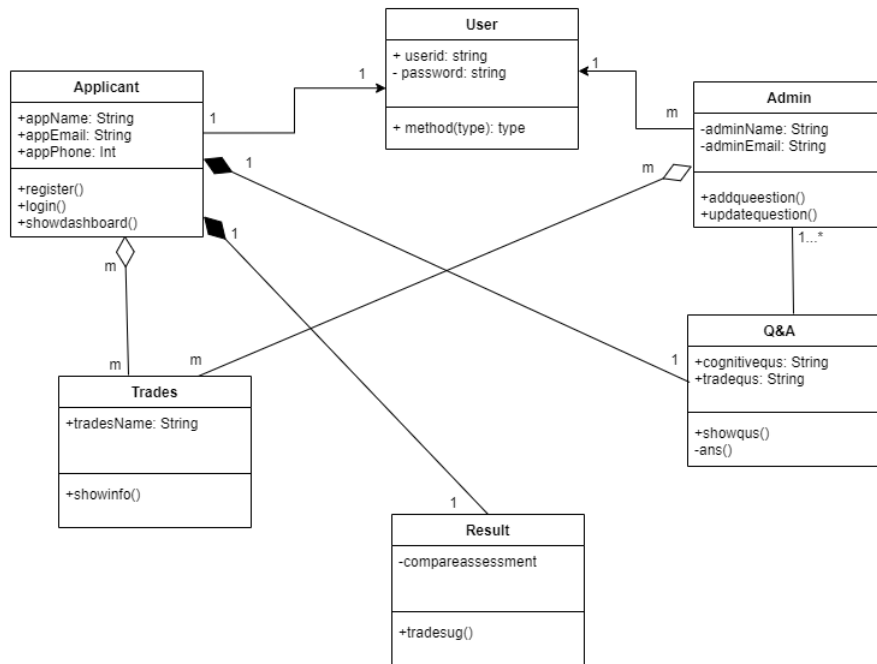 User
+ userid: string
- password: string
+ method(type): type
1
1
Applicant
+appName: String
+appEmail: String
+appPhone: Int
+register()
+login()
+showdashboard()
1
m
Admin
-adminName: String
-adminEmail: String
+addqueestion()
+updatequestion()
1
m
1
m
1...*
Q&A
+cognitivequs: String
+tradequs: String
+showqus()
-ans()
1
m
m
Trades
+tradesName: String
+showinfo()
1
Result
-compareassessment
+tradesug()